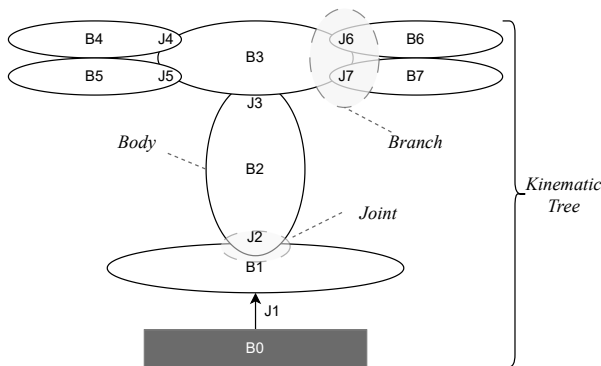 B4 J4 J6 B6
B3
B5 J5 J7 B7
J3
Body Branch
B2
Kinematic
Tree
Joint
J2
B1
J1
B0